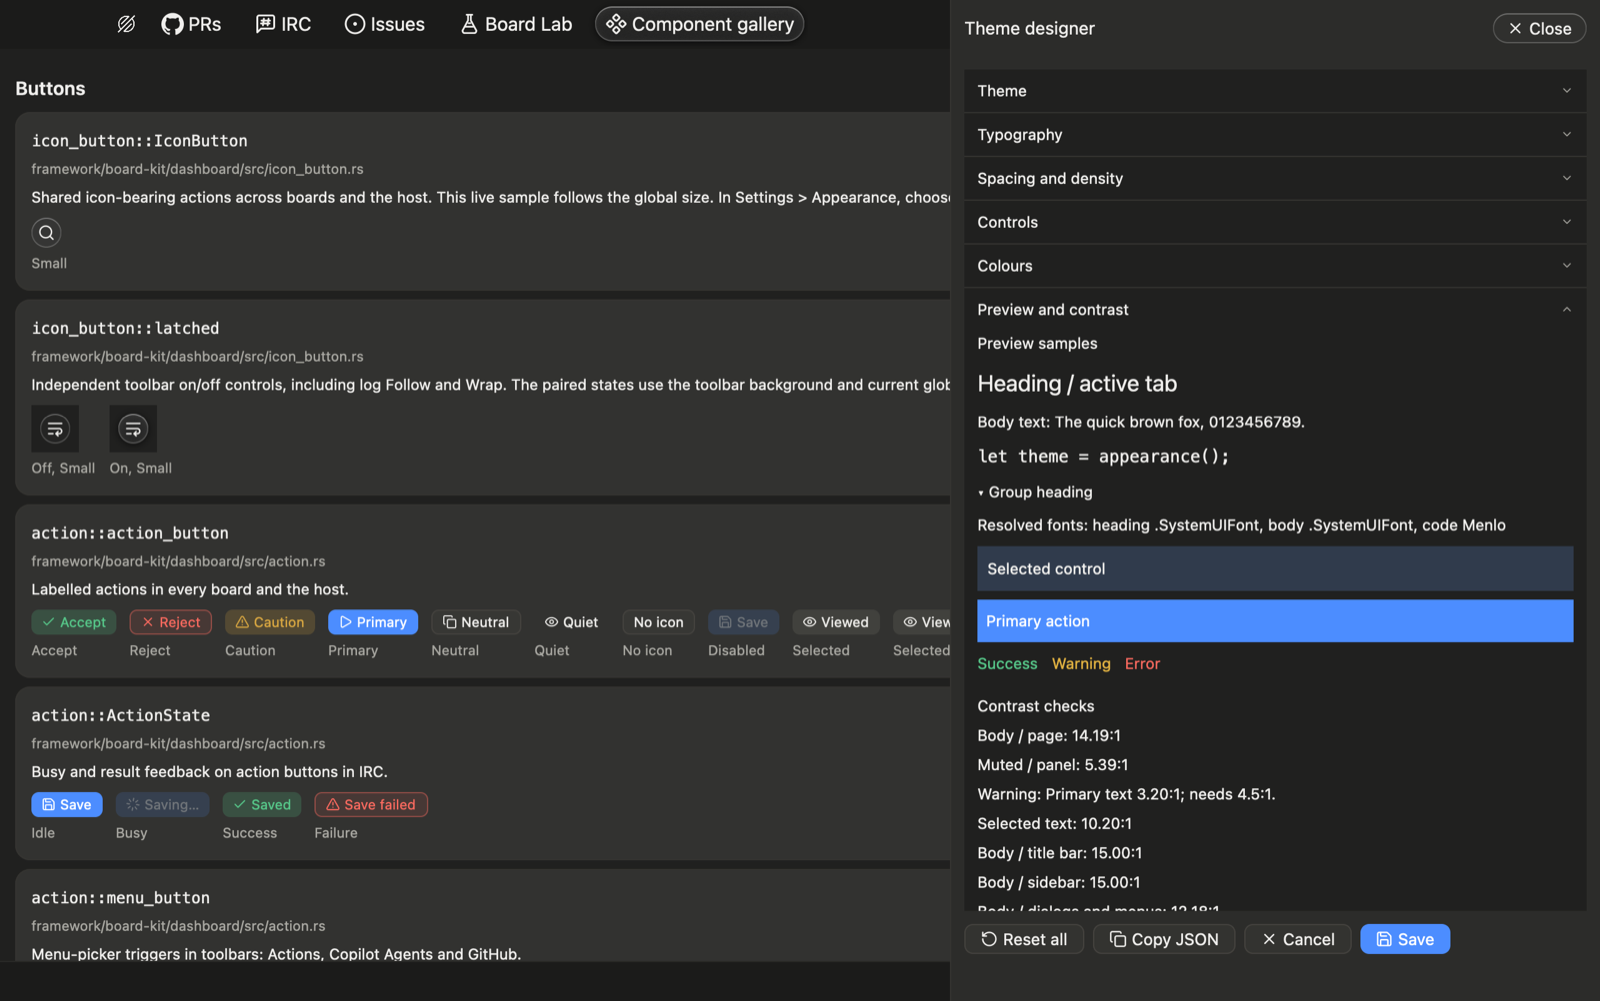 PRs
IRC
Issues
Board Lab
Component gallery
Buttons
icon_button::IconButton
framework/board-kit/dashboard/src/icon_button.rs
Shared icon-bearing actions across boards and the host. This live sample follows the global size. In Settings > Appearance, choose
Small
icon_button::latched
framework/board-kit/dashboard/src/icon_button.rs
Independent toolbar on/off controls, including log Follow and Wrap. The paired states use the toolbar background and current glob
Off, Small On, Small
action::action_button
framework/board-kit/dashboard/src/action.rs
Labelled actions in every board and the host.
Accept Reject Caution Primary Neutral Quiet No icon Save Viewed View
Accept Reject Caution Primary Neutral Quiet No icon Disabled Selected Selected
action::ActionState
framework/board-kit/dashboard/src/action.rs
Busy and result feedback on action buttons in IRC.
Save Saving... Saved Save failed
Idle Busy Success Failure
action::menu_button
framework/board-kit/dashboard/src/action.rs
Menu-picker triggers in toolbars: Actions, Copilot Agents and GitHub.
Theme designer
Close
Theme
Typography
Spacing and density
Controls
Colours
Preview and contrast
Preview samples
Heading / active tab
Body text: The quick brown fox, 0123456789.
let theme = appearance();
Group heading
Resolved fonts: heading .SystemUIFont, body .SystemUIFont, code Menlo
Selected control
Primary action
Success Warning Error
Contrast checks
Body / page: 14.19:1
Muted / panel: 5.39:1
Warning: Primary text 3.20:1; needs 4.5:1.
Selected text: 10.20:1
Body / title bar: 15.00:1
Body / sidebar: 15.00:1
Body / dialogs and menus: 12.18:1
Reset all Copy JSON Cancel Save